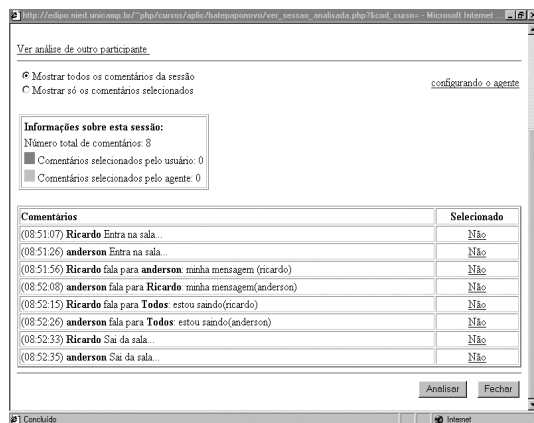 http://edipo.nied.unicamp.br/~php/cursos/aplic/batepaponovo/ver_sessau_analisada.php?&cod_curso= - Microsoft Internet ...
Ver análise de outro participante
Mostrar todos os comentários da sessão
Mostrar só os comentários selecionados
configurando o agente
Informações sobre esta sessão:
Número total de comentários: 8
Comentários selecionados pelo usuário: 0
Comentários selecionados pelo agente: 0
Comentários Selecionado
(08:51:07) Ricardo Entra na sala... Não
(08:51:26) anderson Entra na sala... Não
(08:51:56) Ricardo fala para anderson: minha mensagem (ricardo) Não
(08:52:08) anderson fala para Ricardo: minha mensagem(anderson) Não
(08:52:15) Ricardo fala para Todos: estou saindo(ricardo) Não
(08:52:26) anderson fala para Todos: estou saindo(anderson) Não
(08:52:33) Ricardo Sai da sala... Não
(08:52:35) anderson Sai da sala... Não
Analisar Fechar
Concluído Internet